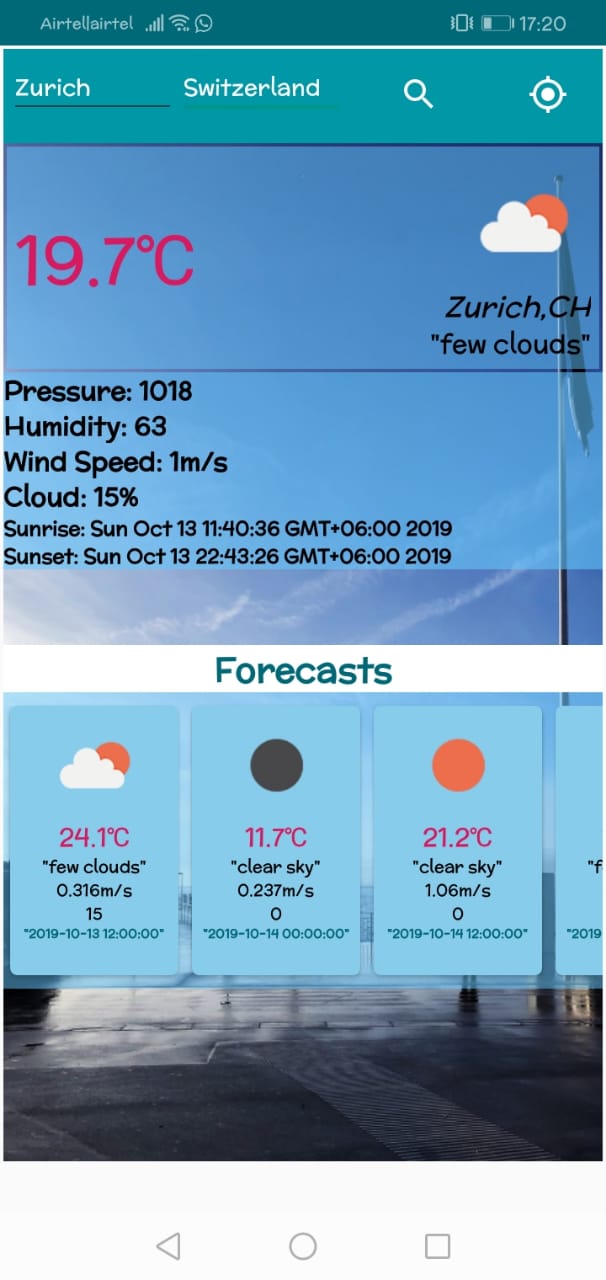 Airtel|airtel 17:20
Zurich Switzerland
19.7°C
Zurich,CH
"few clouds"
Pressure: 1018
Humidity: 63
Wind Speed: 1m/s
Cloud: 15%
Sunrise: Sun Oct 13 11:40:36 GMT+06:00 2019
Sunset: Sun Oct 13 22:43:26 GMT+06:00 2019
Forecasts
24.1°C
"few clouds"
0.316m/s
15
"2019-10-13 12:00:00"
11.7°C
"clear sky"
0.237m/s
0
"2019-10-14 00:00:00"
21.2°C
"clear sky"
1.06m/s
0
"2019-10-14 12:00:00"
"f
"2019